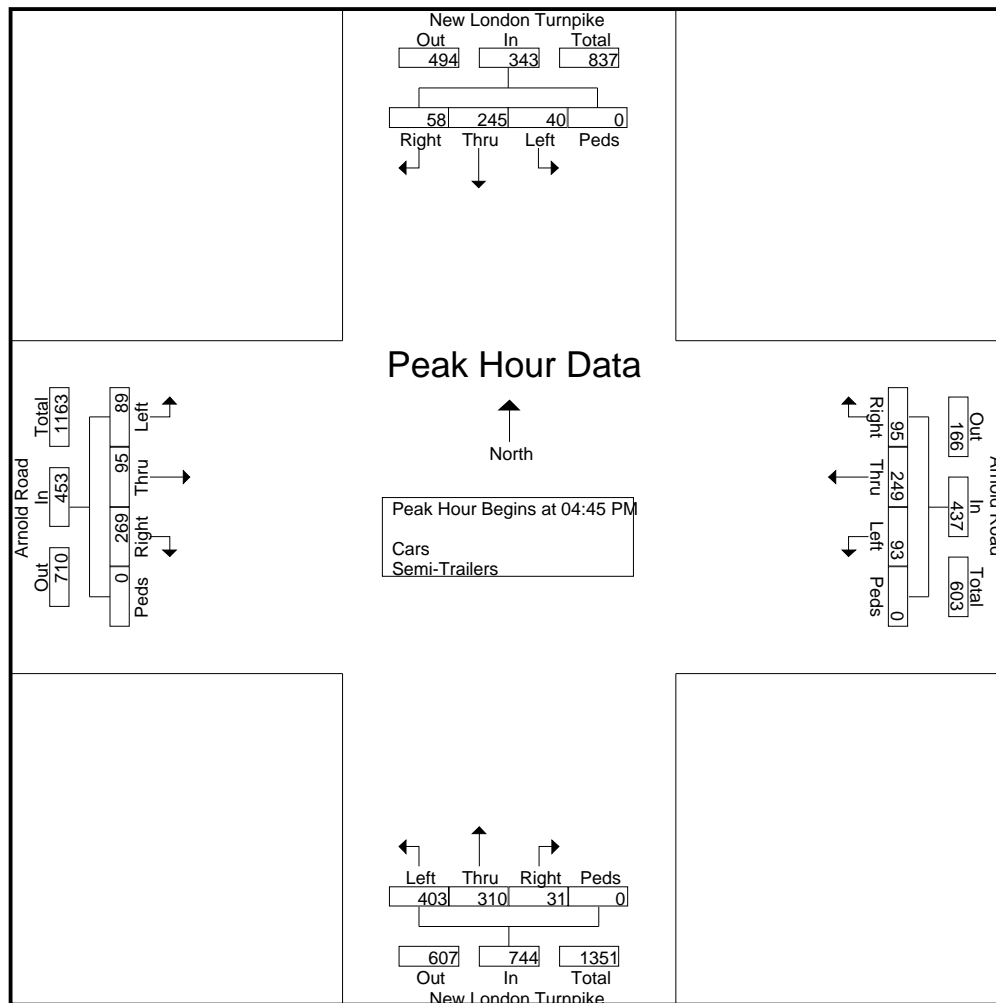 New London Turnpike
Out In Total
494 343 837
58 245 40 0
Right Thru Left Peds
Peak Hour Data
North
Peak Hour Begins at 04:45 PM
Cars
Semi-Trailers
Arnold Road
Out In Total
710 453 1163
89 95 269 0
Left Thru Right Peds
Arnold Road
Out In Total
166 437 603
95 249 93 0
Right Thru Left Peds
Left Thru Right Peds
403 310 31 0
607 744 1351
Out In Total
New London Turnpike